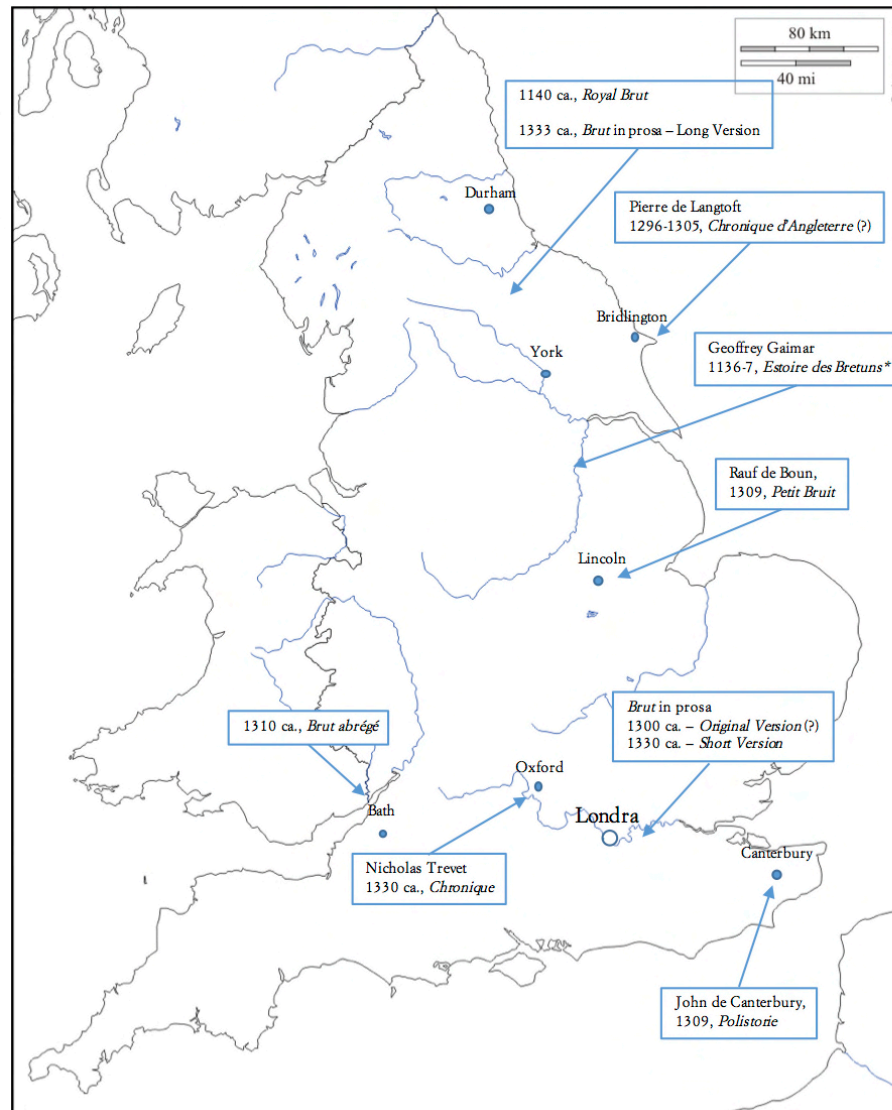 80 km
40 mi
1140 ca., Royal Brut
1333 ca., Brut in prosa – Long Version
Durham
Pierre de Langtoft
1296-1305, Chronique d'Angleterre (?)
Bridlington
York
Geoffrey Gaimar
1136-7, Estoire des Bretuns*
Rauf de Boun,
1309, Petit Bruit
Lincoln
Brut in prosa
1300 ca. – Original Version (?)
1330 ca. – Short Version
1310 ca., Brut abrégé
Oxford
Londra
Bath
Canterbury
Nicholas Trevet
1330 ca., Chronique
John de Canterbury,
1309, Polistorie